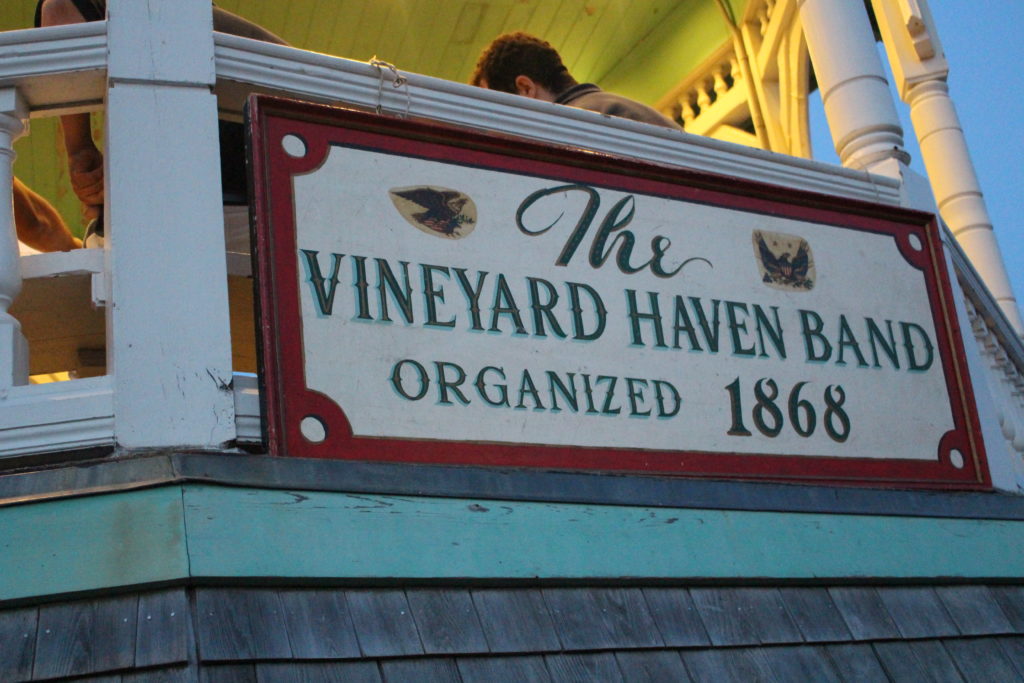 The
VINEYARD HAVEN BAND
ORGANIZED 1868